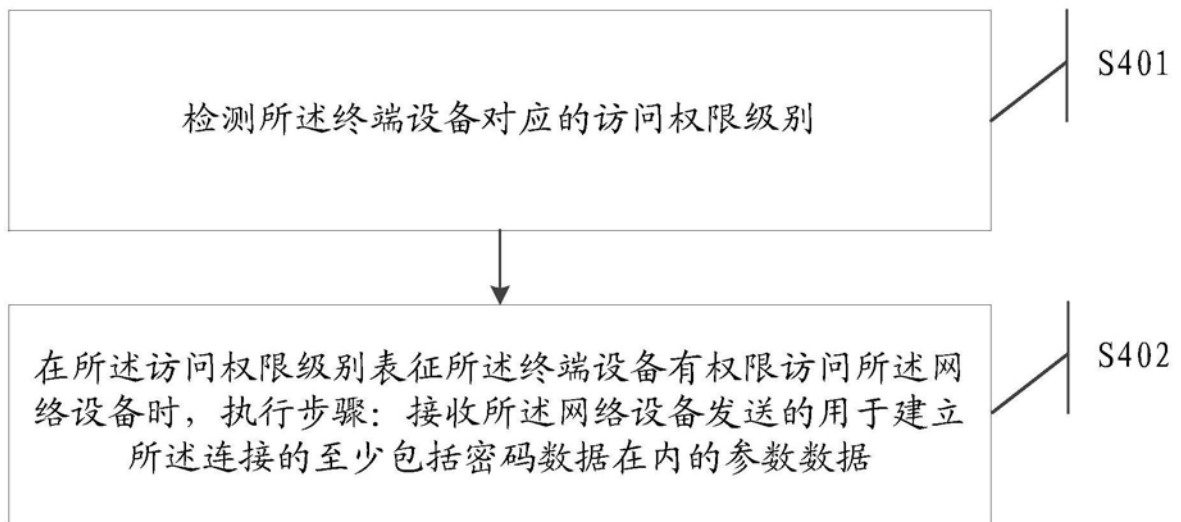 检测所述终端设备对应的访问权限级别
S401
在所述访问权限级别表征所述终端设备有权限访问所述网
络设备时，执行步骤：接收所述网络设备发送的用于建立
所述连接的至少包括密码数据在内的参数数据
S402